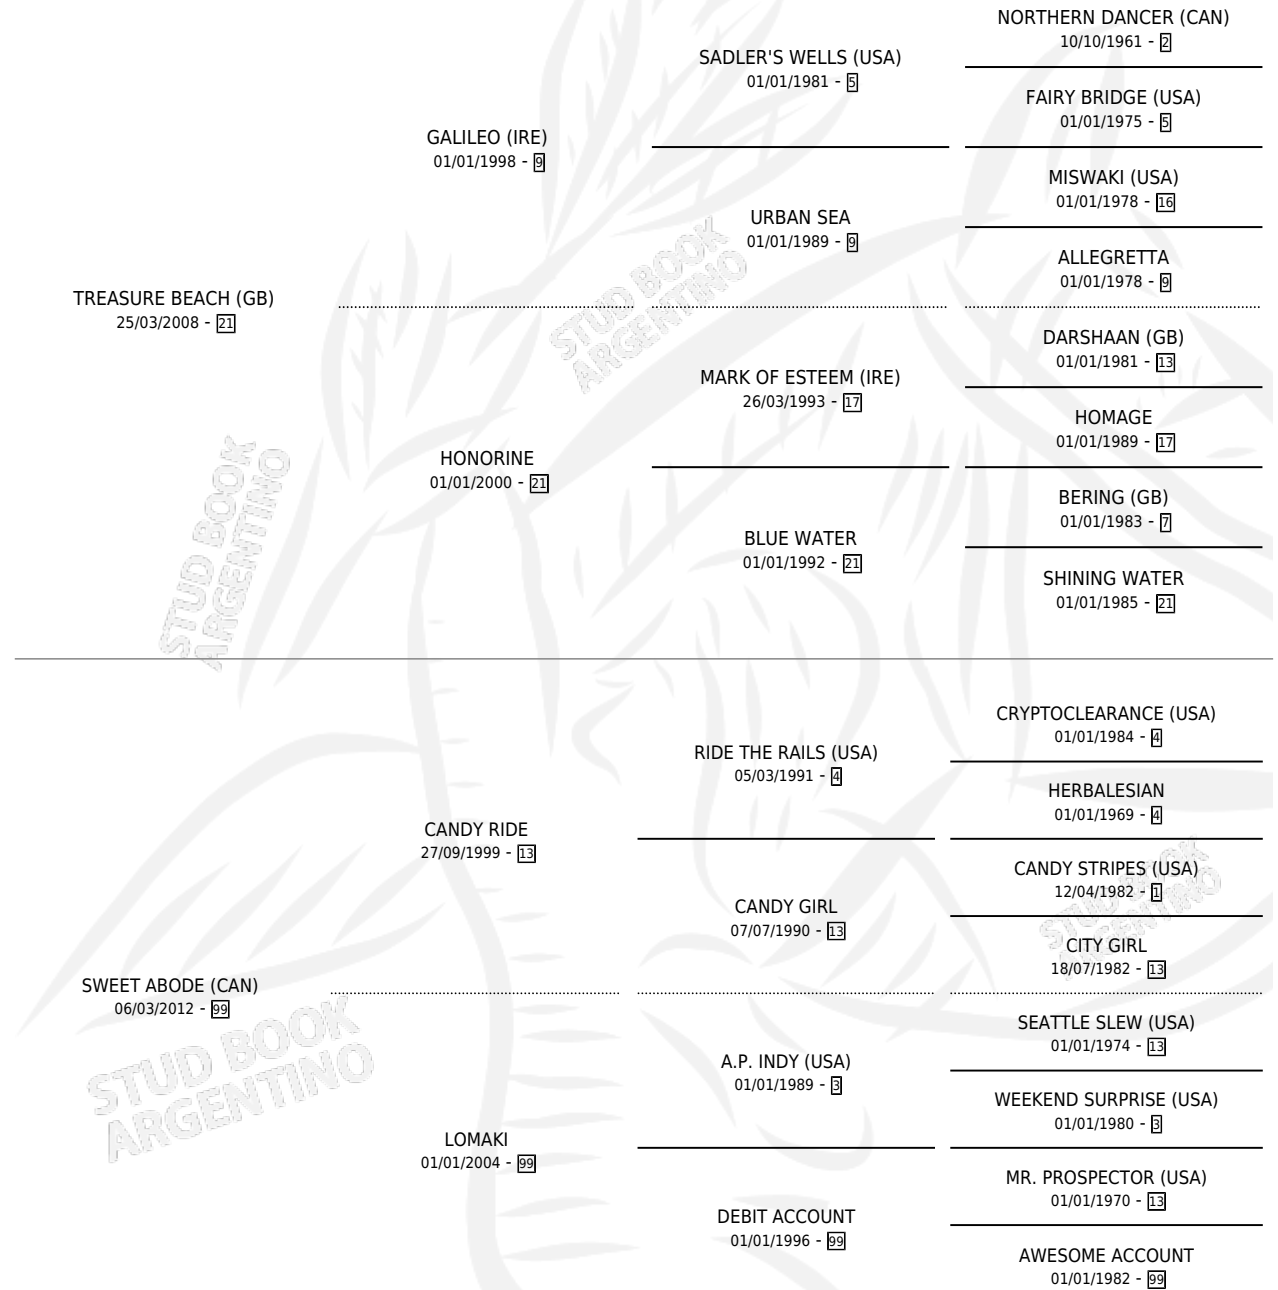 NORTHERN DANCER (CAN)
10/10/1961 - 2
SADLER'S WELLS (USA)
01/01/1981 - 5
FAIRY BRIDGE (USA)
01/01/1975 - 5
GALILEO (IRE)
01/01/1998 - 9
MISWAKI (USA)
01/01/1978 - 16
URBAN SEA
01/01/1989 - 9
ALLEGRETTA
01/01/1978 - 9
TREASURE BEACH (GB)
25/03/2008 - 21
STUD BOOK
ARGENTINO
DARSHAAN (GB)
01/01/1981 - 13
MARK OF ESTEEM (IRE)
26/03/1993 - 17
HOMAGE
01/01/1989 - 17
HONORINE
01/01/2000 - 21
BERING (GB)
01/01/1983 - 7
BLUE WATER
01/01/1992 - 21
SHINING WATER
01/01/1985 - 21
STUD BOOK
ARGENTINO
CRYPTOCLEARANCE (USA)
01/01/1984 - 4
RIDE THE RAILS (USA)
05/03/1991 - 4
HERBALESIAN
01/01/1969 - 4
CANDY RIDE
27/09/1999 - 13
CANDY STRIPES (USA)
12/04/1982 - 1
CANDY GIRL
07/07/1990 - 13
STUD BOOK
ARGENTINO
CITY GIRL
18/07/1982 - 13
SWEET ABODE (CAN)
06/03/2012 - 99
STUD BOOK
ARGENTINO
SEATTLE SLEW (USA)
01/01/1974 - 13
A.P. INDY (USA)
01/01/1989 - 3
WEEKEND SURPRISE (USA)
01/01/1980 - 3
LOMAKI
01/01/2004 - 99
MR. PROSPECTOR (USA)
01/01/1970 - 13
DEBIT ACCOUNT
01/01/1996 - 99
AWESOME ACCOUNT
01/01/1982 - 99